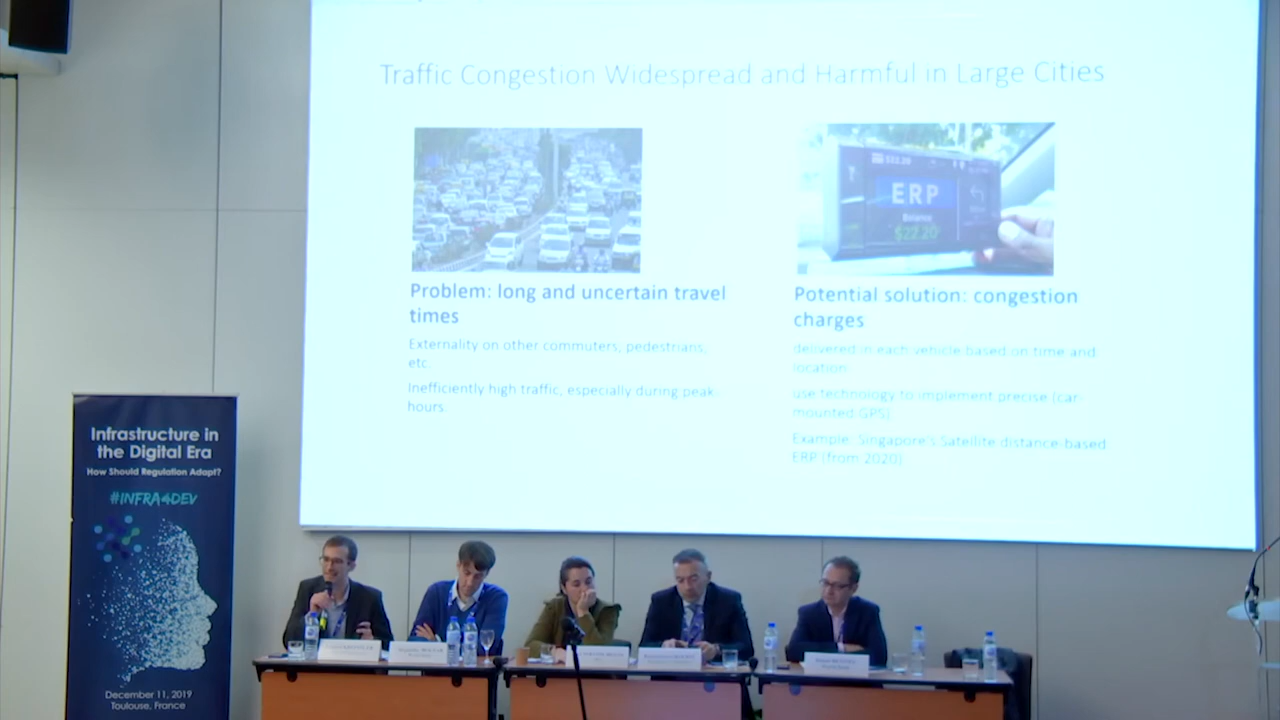 Traffic Congestion Widespread and Harmful in Large Cities
$22.20
ERP
Balance
$22.20
Problem: long and uncertain travel
times
Externality on other commuters, pedestrians,
etc.
Inefficiently high traffic, especially during peak-
hours.
Potential solution: congestion
charges
delivered in each vehicle based on time and
location
use technology to implement precise (car-
mounted GPS)
Example: Singapore's Satellite distance-based
ERP (from 2020)
Infrastructure in
the Digital Era
How Should Regulation Adapt?
#INFRA4DEV
December 11, 2019
Toulouse, France